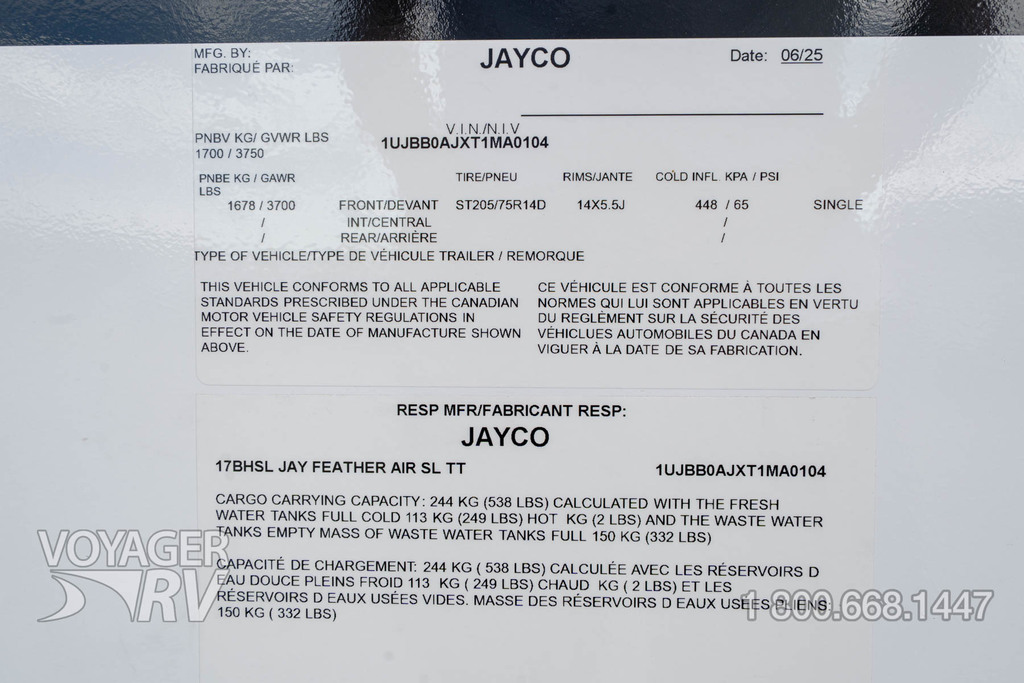 MFG. BY:
FABRIQUÉ PAR:
JAYCO
Date: 06/25
V.I.N./N.I.V
PNBV KG/ GVWR LBS
1UJBB0AJXT1MA0104
1700 / 3750
PNBE KG / GAWR LBS TIRE/PNEU RIMS/JANTE COLD INFL. KPA / PSI
1678 / 3700 FRONT/DEVANT ST205/75R14D 14X5.5J 448 / 65 SINGLE
/ INT/CENTRAL /
/ REAR/ARRIÈRE /
TYPE OF VEHICLE/TYPE DE VÉHICULE TRAILER / REMORQUE
THIS VEHICLE CONFORMS TO ALL APPLICABLE
STANDARDS PRESCRIBED UNDER THE CANADIAN
MOTOR VEHICLE SAFETY REGULATIONS IN
EFFECT ON THE DATE OF MANUFACTURE SHOWN
ABOVE.
CE VÉHICULE EST CONFORME À TOUTES LES
NORMES QUI LUI SONT APPLICABLES EN VERTU
DU REGLÈMENT SUR LA SÉCURITÉ DES
VÉHICLUES AUTOMOBILES DU CANADA EN
VIGUER À LA DATE DE SA FABRICATION.
RESP MFR/FABRICANT RESP:
JAYCO
17BHSL JAY FEATHER AIR SL TT 1UJBB0AJXT1MA0104
CARGO CARRYING CAPACITY: 244 KG (538 LBS) CALCULATED WITH THE FRESH
WATER TANKS FULL COLD 113 KG (249 LBS) HOT KG (2 LBS) AND THE WASTE WATER
TANKS EMPTY MASS OF WASTE WATER TANKS FULL 150 KG (332 LBS)
CAPACITÉ DE CHARGEMENT: 244 KG ( 538 LBS) CALCULÉE AVEC LES RÉSERVOIRS D
EAU DOUCE PLEINS FROID 113 KG ( 249 LBS) CHAUD KG ( 2 LBS) ET LES
RÉSERVOIRS D EAUX USÉES VIDES. MASSE DES RÉSERVOIRS D EAUX USÉES PLIENS:
150 KG ( 332 LBS)
VOYAGER
RV
1 800.668.1447